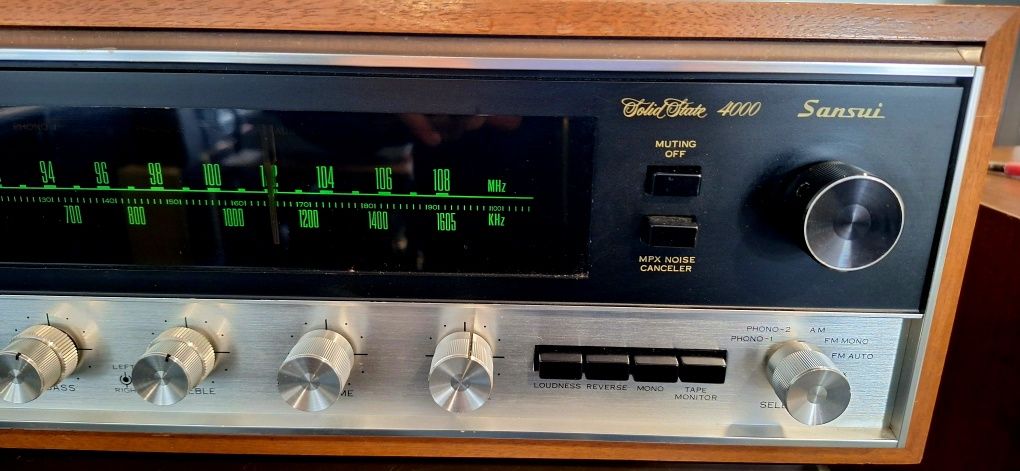 Solid State 4000 Sansui
MUTING
OFF
94 96 98 100 104 106 108 MHz
700 800 1000 1200 1400 1605 KHz
MPX NOISE
CANCELER
PHONO-2 AM
PHONO-1 FM MONO
FM AUTO
LEFT
LOUDNESS REVERSE MONO TAPE
MONITOR